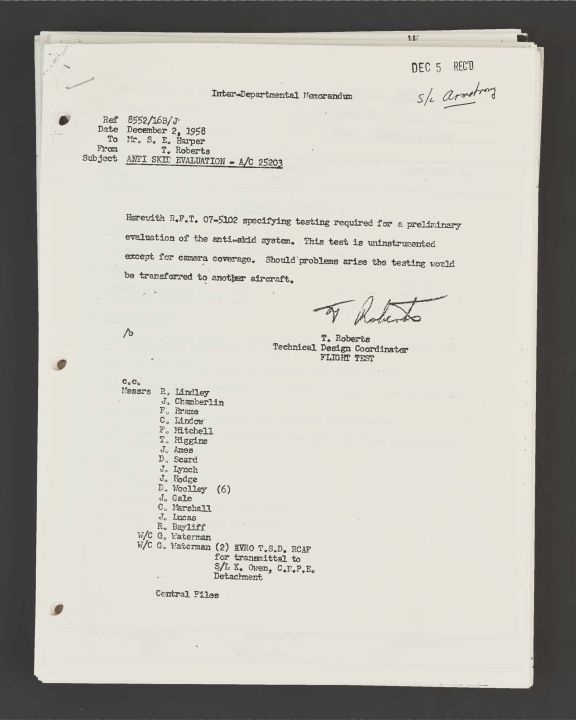 DEC 5 REC'D
S/L Armstrong
Inter-Departmental Memorandum
Ref 8552/16B/J
Date December 2, 1958
To Mr. S. E. Harper
From T. Roberts
Subject ANTI SKID EVALUATION - A/C 25203
Herewith R.F.T. 07-5102 specifying testing required for a preliminary
evaluation of the anti-skid system. This test is uninstrumented
except for camera coverage. Should problems arise the testing would
be transferred to another aircraft.
T Roberts
/b
T. Roberts
Technical Design Coordinator
FLIGHT TEST
c.c.
Messrs R. Lindley
J. Chamberlin
F. Brame
C. Lindow
F. Mitchell
T. Higgins
J. Ames
D. Scard
J. Lynch
J. Hodge
D. Woolley (6)
J. Gale
C. Marshall
J. Lucas
R. Bayliff
W/C G. Waterman
W/C G. Waterman (2) T.S.D. RCAF
for transmittal to
S/L K. Owen, C.E.P.E.
Detachment
Central Files